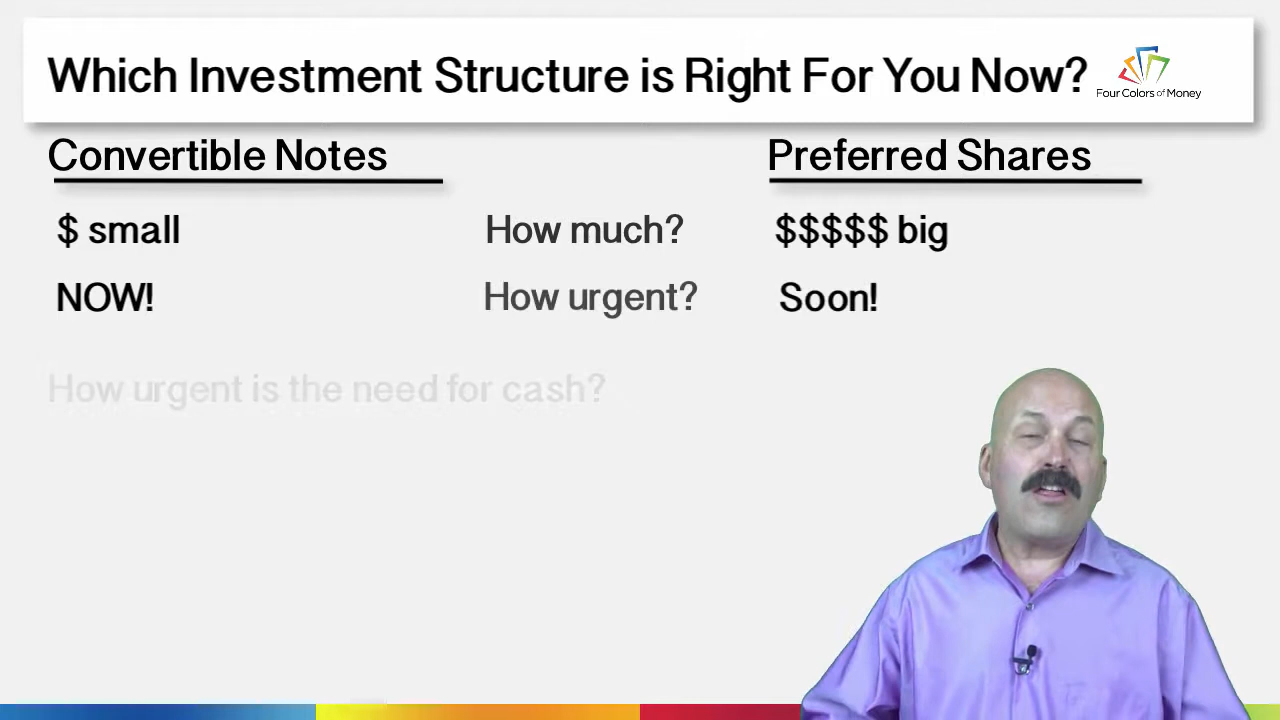 Which Investment Structure is Right For You Now?
Four Colors of Money
Convertible Notes
Preferred Shares
$ small
How much?
$$$$$ big
NOW!
How urgent?
Soon!
How urgent is the need for cash?